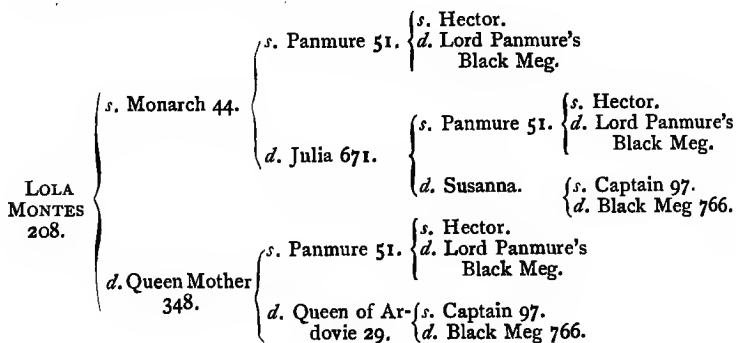 s. Hector.
s. Panmure 51. d. Lord Panmure's
Black Meg.
s. Monarch 44.
s. Hector.
s. Panmure 51. d. Lord Panmure's
Black Meg.
d. Julia 671.
d. Susanna. s. Captain 97.
d. Black Meg 766.
LOLA
MONTES
208.
s. Hector.
s. Panmure 51. d. Lord Panmure's
Black Meg.
d. Queen Mother
348.
d. Queen of Ar- s. Captain 97.
dovie 29. d. Black Meg 766.